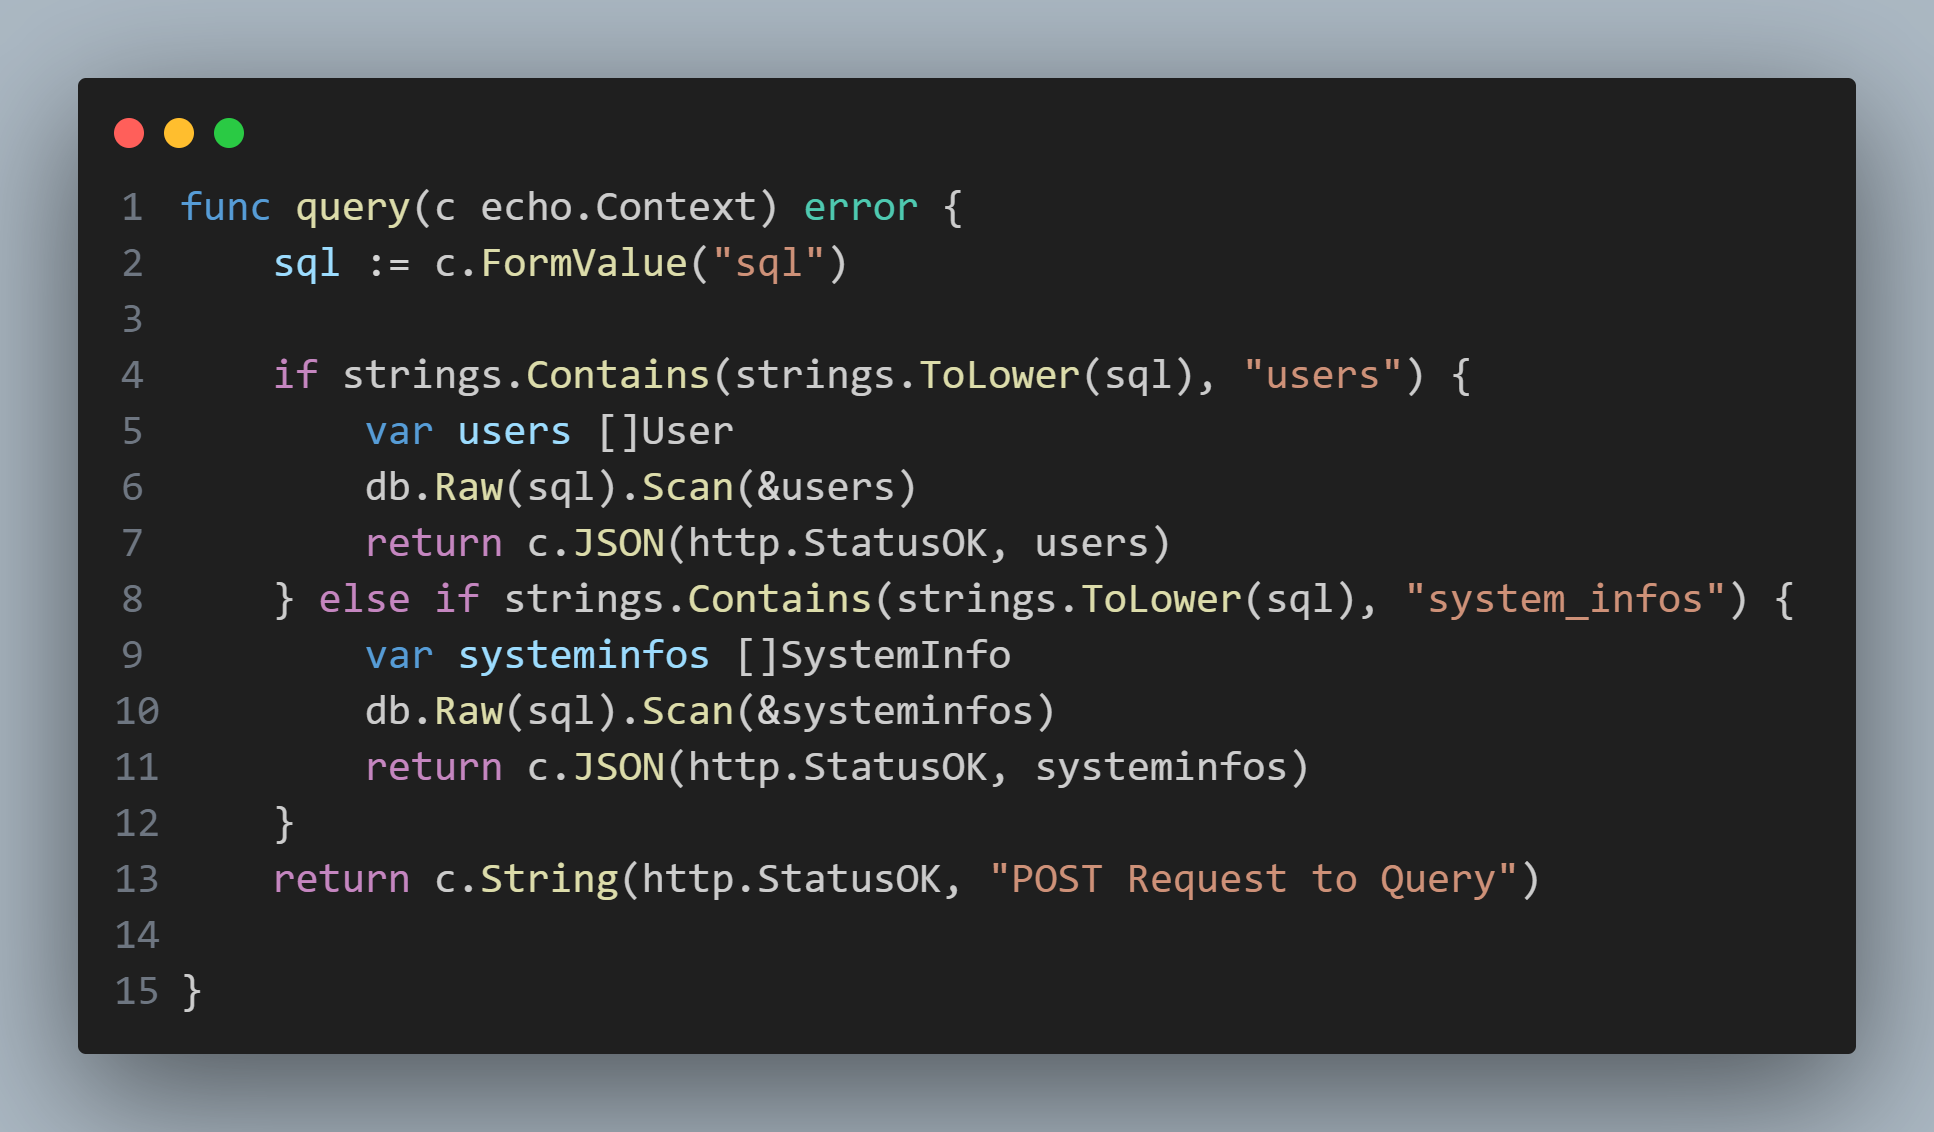 1 func query(c echo.Context) error {
2     sql := c.FormValue("sql")
3
4     if strings.Contains(strings.ToLower(sql), "users") {
5         var users []User
6         db.Raw(sql).Scan(&users)
7         return c.JSON(http.StatusOK, users)
8     } else if strings.Contains(strings.ToLower(sql), "system_infos") {
9         var systeminfos []SystemInfo
10         db.Raw(sql).Scan(&systeminfos)
11         return c.JSON(http.StatusOK, systeminfos)
12     }
13     return c.String(http.StatusOK, "POST Request to Query")
14
15 }